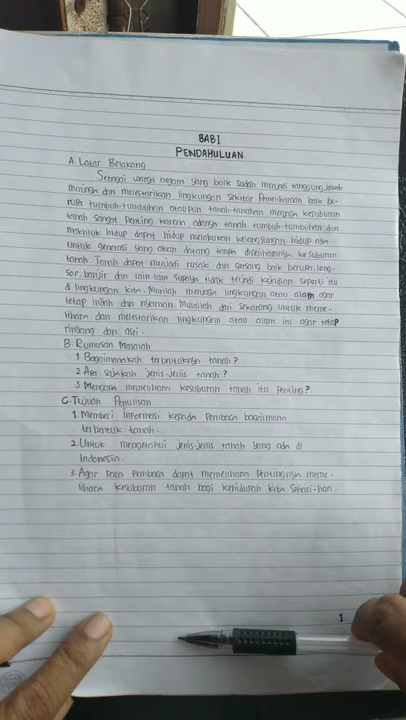 BAB I
PENDAHULUAN
A. Latar Belakang
Sebagai warga negara yang baik sudah menjadi tanggung Jawab
menjaga dan melestarikan lingkungan sekitar. Pemeliharaan baik be-
rupa tumbuh-tumbuhan ataupun tanah-tanahan menjaga kesuburan
tanah sangat penting karena adanya tanah tumbuh-tumbuhan dan
makhluk hidup dapat hidup melakukan kelangsungan hidup nya
untuk generasi yang akan datang tanpa dipeliharanya kesuburan
tanah Tanah dapat menjadi rusak dan gersang baik berupa, long-
sor, banjir dan lain-lain Supaya tidak terjadi kejadian seperti itu
di lingkungan kita. Marilah menjaga lingkungan atau alam agar
tetap indah dan nyaman Mulailah dari sekarang untuk meme-
lihara dan melestarikan lingkungan atau alam ini agar tetap
rindang dan asri.
B. Rumusan Masalah
1 Bagaimanakah terbentuknya tanah?
2 Apa sajakah Jenis-jenis tanah?
3. Mengapa memelihara kesuburan tanah itu Penting?
C. Tujuan Penulisan
1. Memberi Informasi kepada Pembaca bagaimana
terbentuk tanah.
2. Untuk mengetahui Jenis-jenis tanah yang ada di
Indonesia.
3. Agar Para Pembaca dapat memelihara Pentingnya meme-
lihara kesuburan tanah bagi kehidupan kita Sehari-hari.
1